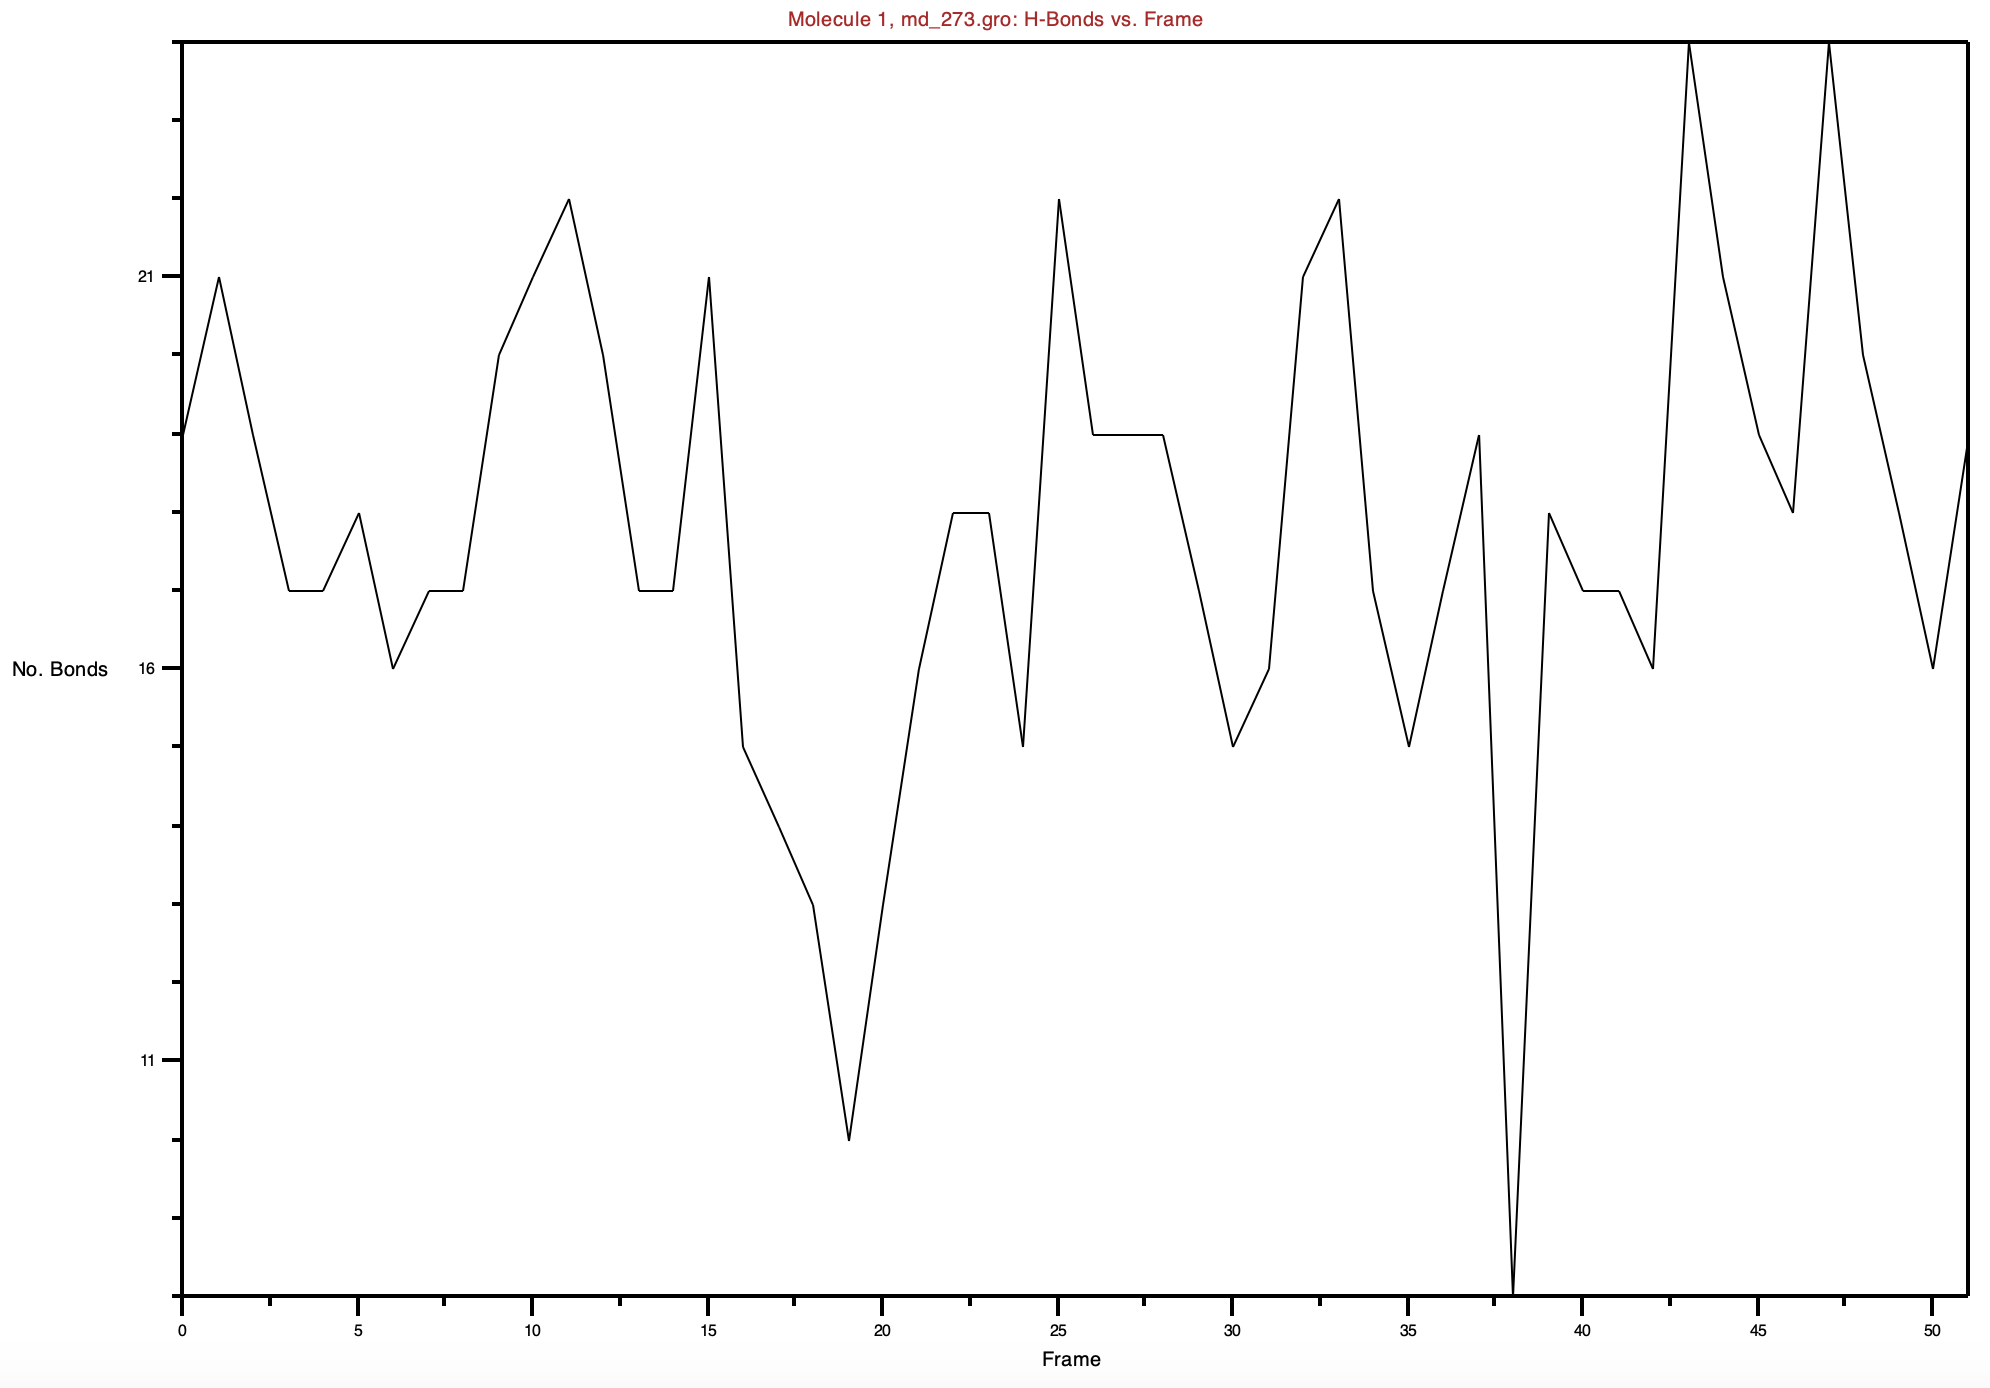 Molecule 1, md_273.gro: H-Bonds vs. Frame
21
No. Bonds 16
11
0 5 10 15 20 25 30 35 40 45 50
Frame